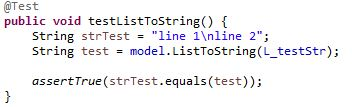 @Test
public void testListToString() {
    String strTest = "line 1\nline 2";
    String test = model.ListToString(L_testStr);
    assertTrue(strTest.equals(test));
}